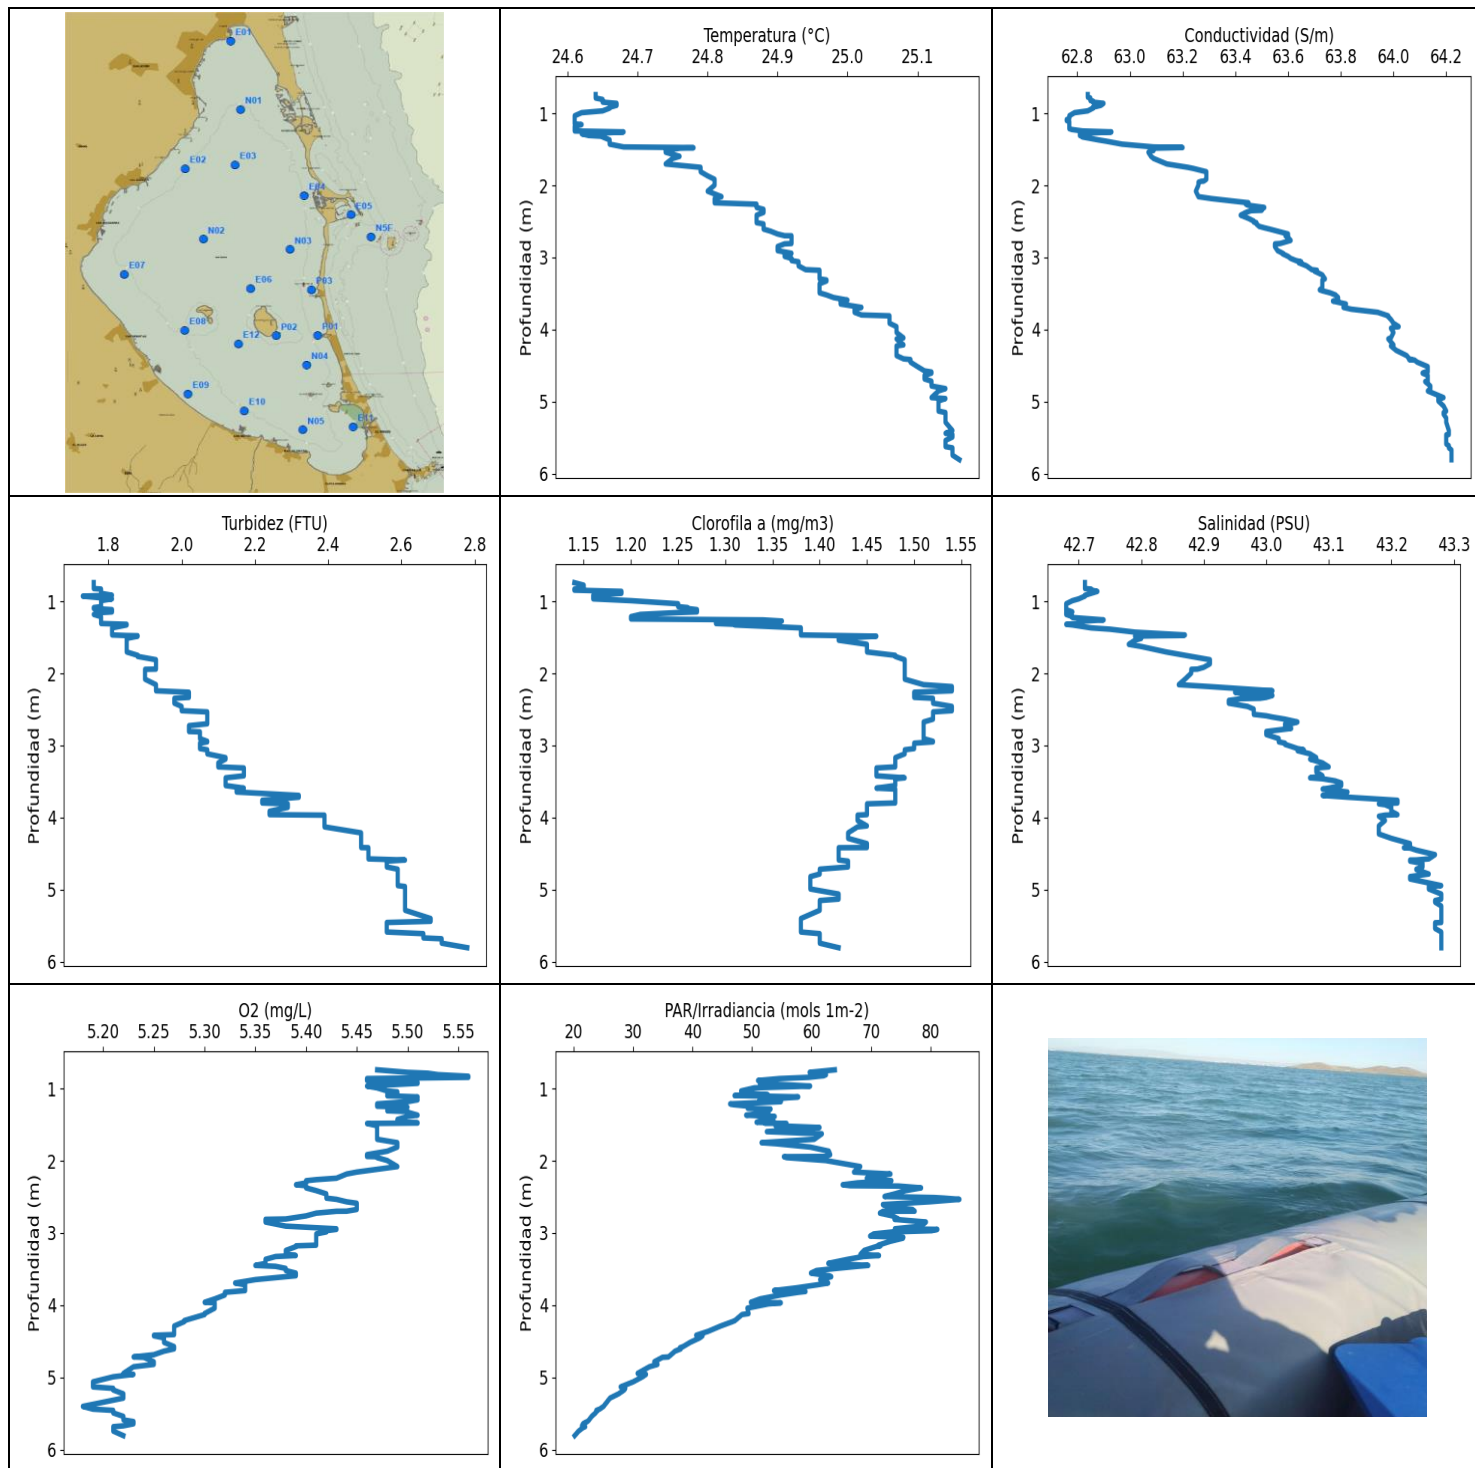 E01
N01
E02
E03
E04
E05
N5F
N02
N03
E07
E06
P03
E08
P02
P01
E12
N04
E09
E10
N05
E11
Temperatura (°C)
24.6 24.7 24.8 24.9 25.0 25.1
Profundidad (m)
1
2
3
4
5
6
Conductividad (S/m)
62.8 63.0 63.2 63.4 63.6 63.8 64.0 64.2
Profundidad (m)
1
2
3
4
5
6
Turbidez (FTU)
1.8 2.0 2.2 2.4 2.6 2.8
Profundidad (m)
1
2
3
4
5
6
Clorofila a (mg/m3)
1.15 1.20 1.25 1.30 1.35 1.40 1.45 1.50 1.55
Profundidad (m)
1
2
3
4
5
6
Salinidad (PSU)
42.7 42.8 42.9 43.0 43.1 43.2 43.3
Profundidad (m)
1
2
3
4
5
6
O2 (mg/L)
5.20 5.25 5.30 5.35 5.40 5.45 5.50 5.55
Profundidad (m)
1
2
3
4
5
6
PAR/Irradiancia (mols 1m-2)
20 30 40 50 60 70 80
Profundidad (m)
1
2
3
4
5
6